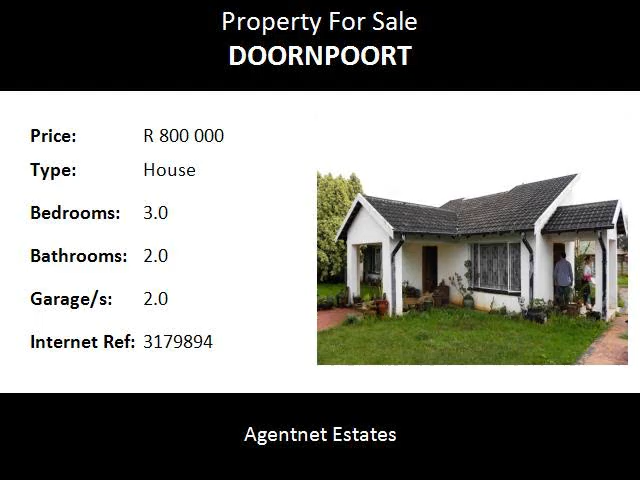 Property For Sale
DOORNPOORT
Price: R 800 000
Type: House
Bedrooms: 3.0
Bathrooms: 2.0
Garage/s: 2.0
Internet Ref: 3179894
Agentnet Estates